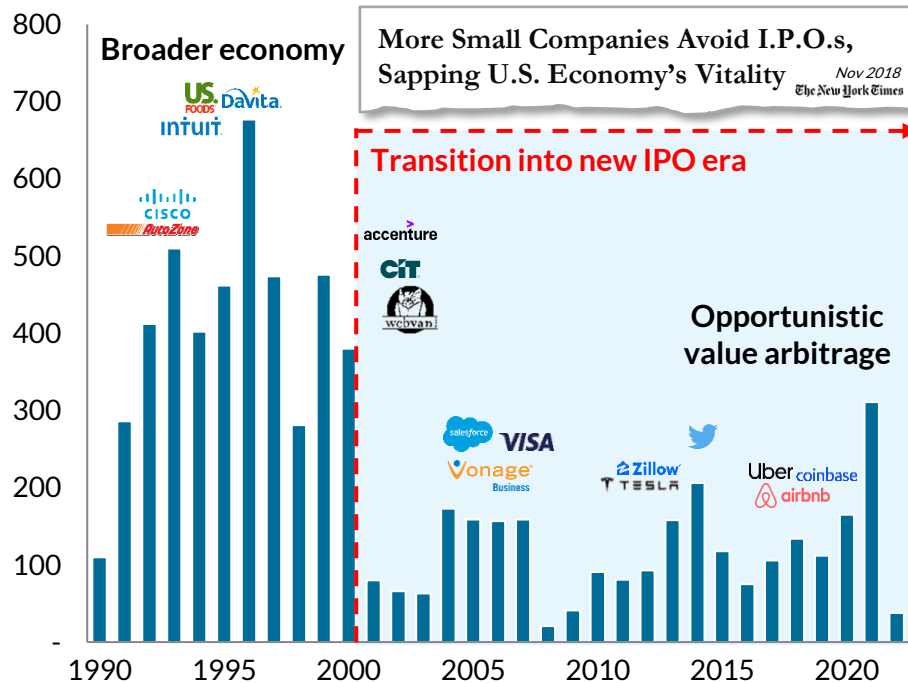 800
700
600
500
400
300
200
100
-
Broader economy
US.
FOODS
DaVita.
INTUIT.
CISCO
AutoZone
More Small Companies Avoid I.P.O.s,
Sapping U.S. Economy's Vitality
Nov 2018
The New York Times
Transition into new IPO era
>
accenture
CIT
webvan
Opportunistic
value arbitrage
salesforce
VISA
Vonage
Business
Zillow
TESLA
Uber
coinbase
airbnb
1990
1995
2000
2005
2010
2015
2020